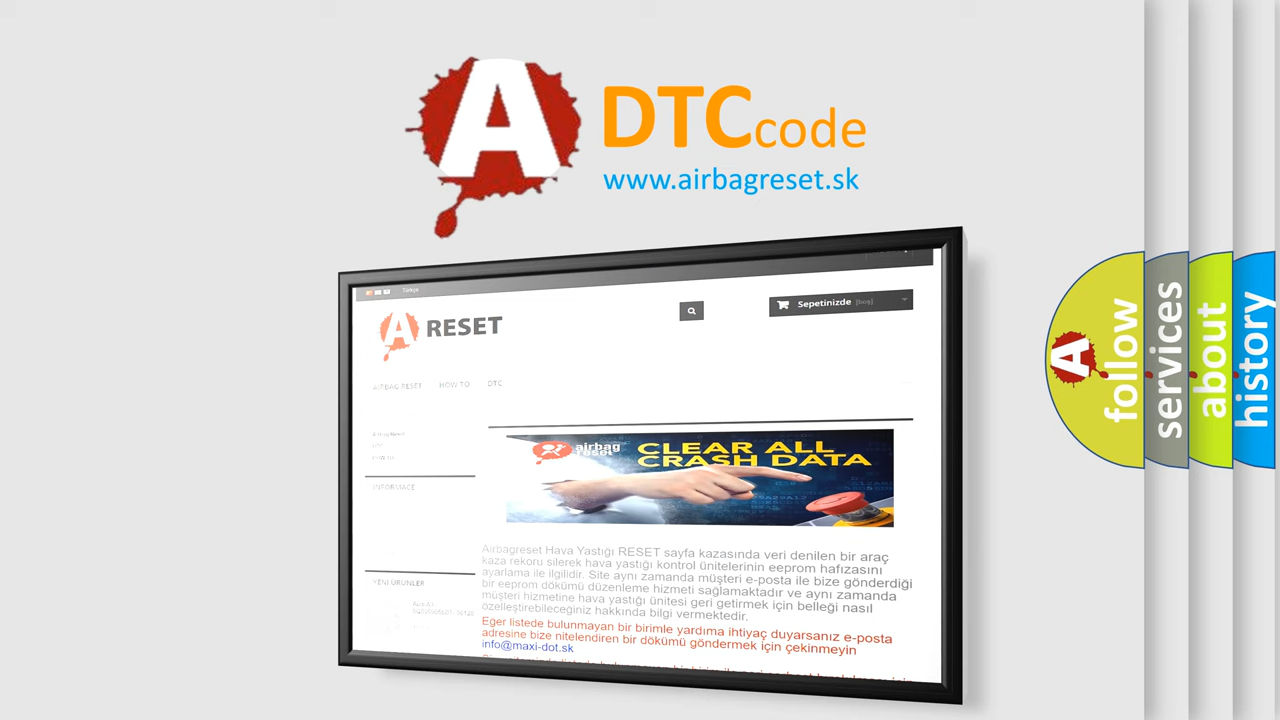 A DTCcode
www.airbagreset.sk
Türkçe
A RESET
Sepetinizde [boş]
AIRBAG RESET HOW TO DTC
INFORMACE
airbag
reset
CLEAR ALL
CRASH DATA
Airbagreset Hava Yastığı RESET sayfa kazasında veri denilen bir araç
kaza rekoru silerek hava yastığı kontrol ünitelerinin eeprom hafızasını
ayarlama ile ilgilidir. Site aynı zamanda müşteri e-posta ile bize gönderdiği
bir eeprom dökümü düzenleme hizmeti sağlamaktadır ve aynı zamanda
müşteri hizmetine hava yastığı ünitesi geri getirmek için belleği nasıl
özelleştirebileceğiniz hakkında bilgi vermektedir.
Eğer listede bulunmayan bir birimle yardıma ihtiyaç duyarsanız e-posta
adresine bize nitelendiren bir dökümü göndermek için çekinmeyin
info@maxi-dot.sk
YENI ÜRÜNLER
A follow
services
about
history